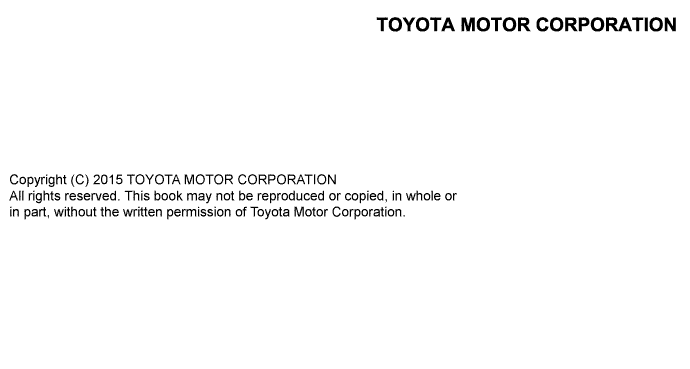 TOYOTA MOTOR CORPORATION
Copyright (C) 2015 TOYOTA MOTOR CORPORATION
All rights reserved. This book may not be reproduced or copied, in whole or
in part, without the written permission of Toyota Motor Corporation.